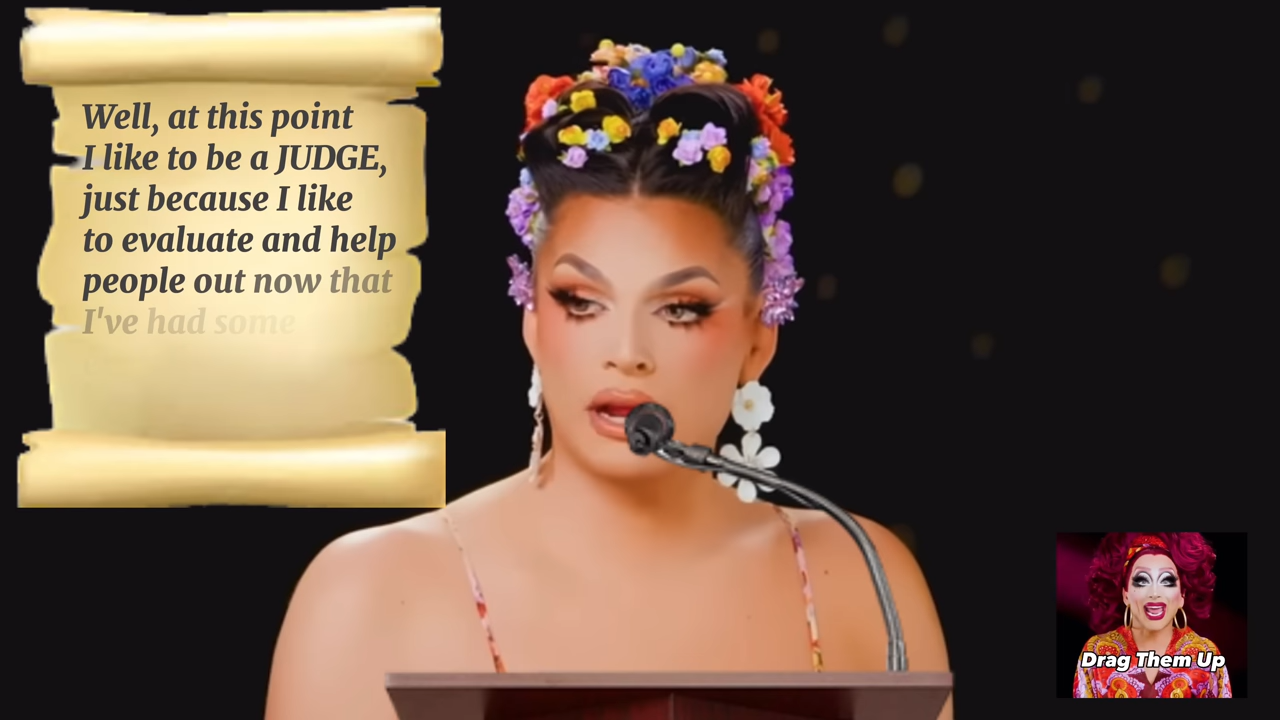 Well, at this point
I like to be a JUDGE,
just because I like
to evaluate and help
people out now that
I've had some
Drag Them Up